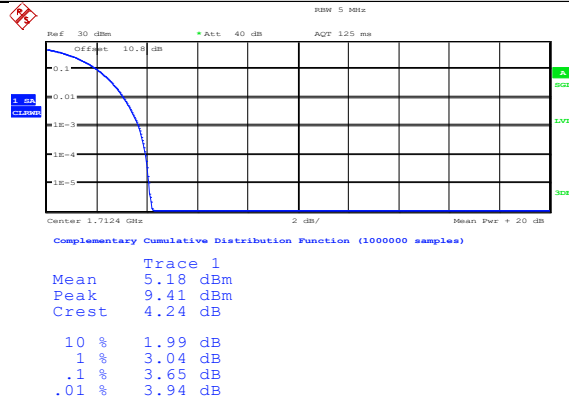 RBW 5 MHz
Ref 30 dBm * Att 40 dB AQT 125 ms
Offset 10.8 dB
0.1
A
SGL
1 SA
0.01
CLRWR
1E-3
LVL
1E-4
1E-5
3DB
Center 1.7124 GHz 2 dB/ Mean Pwr + 20 dB
Complementary Cumulative Distribution Function (1000000 samples)
Trace 1
Mean 5.18 dBm
Peak 9.41 dBm
Crest 4.24 dB
10 % 1.99 dB
1 % 3.04 dB
.1 % 3.65 dB
.01 % 3.94 dB